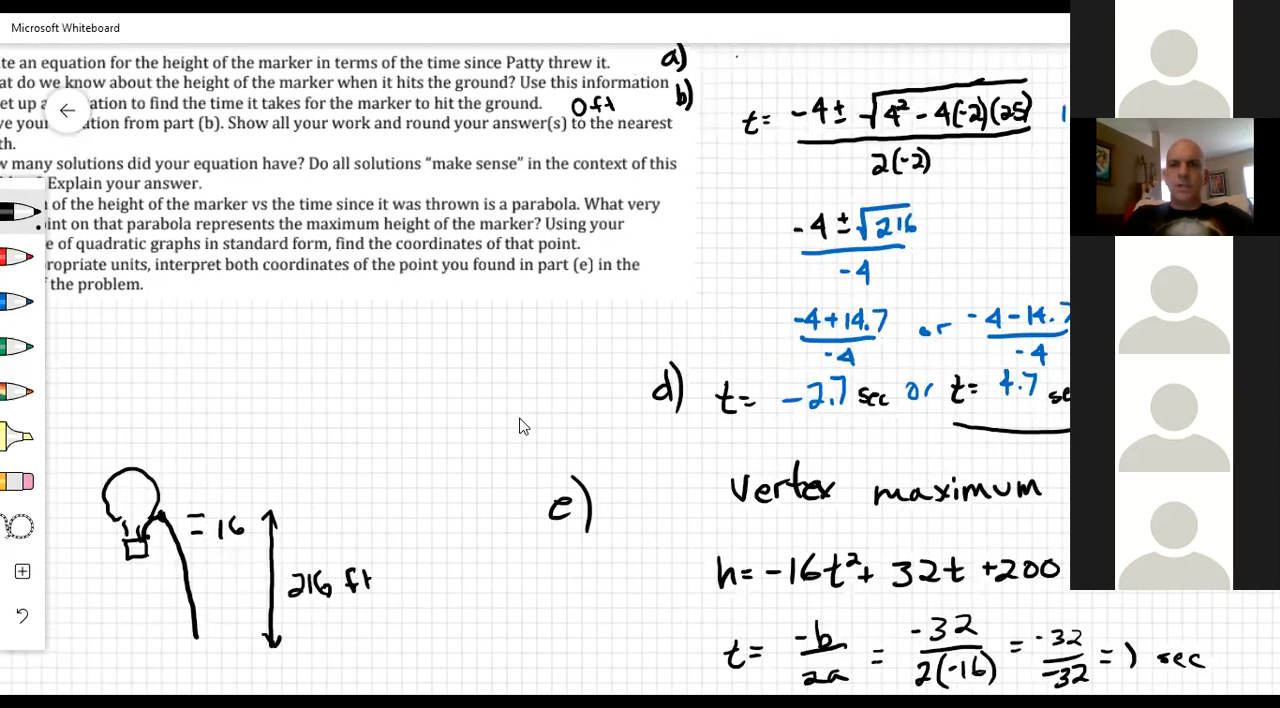 Microsoft Whiteboard
te an equation for the height of the marker in terms of the time since Patty threw it.
at do we know about the height of the marker when it hits the ground? Use this information
et up a ation to find the time it takes for the marker to hit the ground.
0 ft
ve your ation from part (b). Show all your work and round your answer(s) to the nearest
th.
w many solutions did your equation have? Do all solutions “make sense” in the context of this
Explain your answer.
of the height of the marker vs the time since it was thrown is a parabola. What very
int on that parabola represents the maximum height of the marker? Using your
e of quadratic graphs in standard form, find the coordinates of that point.
ropriate units, interpret both coordinates of the point you found in part (e) in the
the problem.
a)
b)
t= -4 ± √4² - 4(-2)(25)
2(-2)
-4 ± √216
-4
-4+14.7 or -4-14.7
-4 -4
d) t= -2.7 sec or t= 4.7 se
e) Vertex maximum
h= -16t² + 32t +200
t= -b/2a = -32/2(-16) = -32/-32 = 1 sec
= 16
216 ft